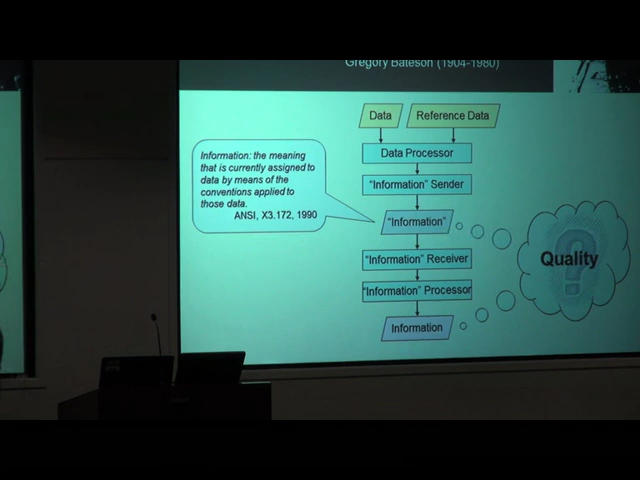 Gregory Bateson (1904-1980)
Data
Reference Data
Data Processor
Information: the meaning
that is currently assigned to
data by means of the
conventions applied to
those data.
ANSI, X3.172, 1990
"Information" Sender
"Information"
"Information" Receiver
"Information" Processor
Information
Quality
?